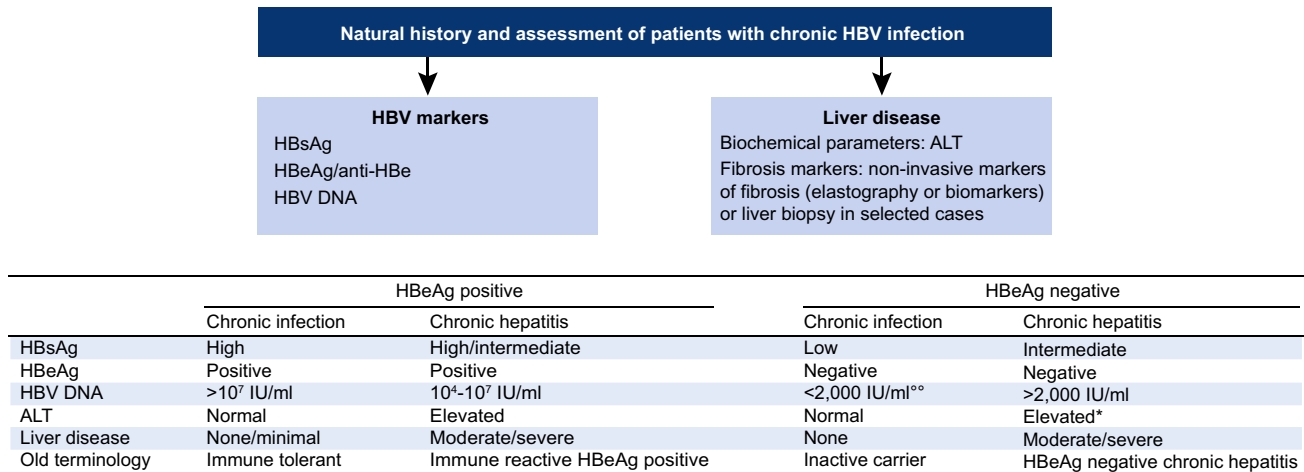 Natural history and assessment of patients with chronic HBV infection
HBV markers
HBsAg
HBeAg/anti-HBe
HBV DNA
Liver disease
Biochemical parameters: ALT
Fibrosis markers: non-invasive markers
of fibrosis (elastography or biomarkers)
or liver biopsy in selected cases
HBeAg positive HBeAg negative
Chronic infection Chronic hepatitis Chronic infection Chronic hepatitis
HBsAg High High/intermediate Low Intermediate
HBeAg Positive Positive Negative Negative
HBV DNA >10⁷ IU/ml 10⁴-10⁷ IU/ml <2,000 IU/ml°° >2,000 IU/ml
ALT Normal Elevated Normal Elevated*
Liver disease None/minimal Moderate/severe None Moderate/severe
Old terminology Immune tolerant Immune reactive HBeAg positive Inactive carrier HBeAg negative chronic hepatitis